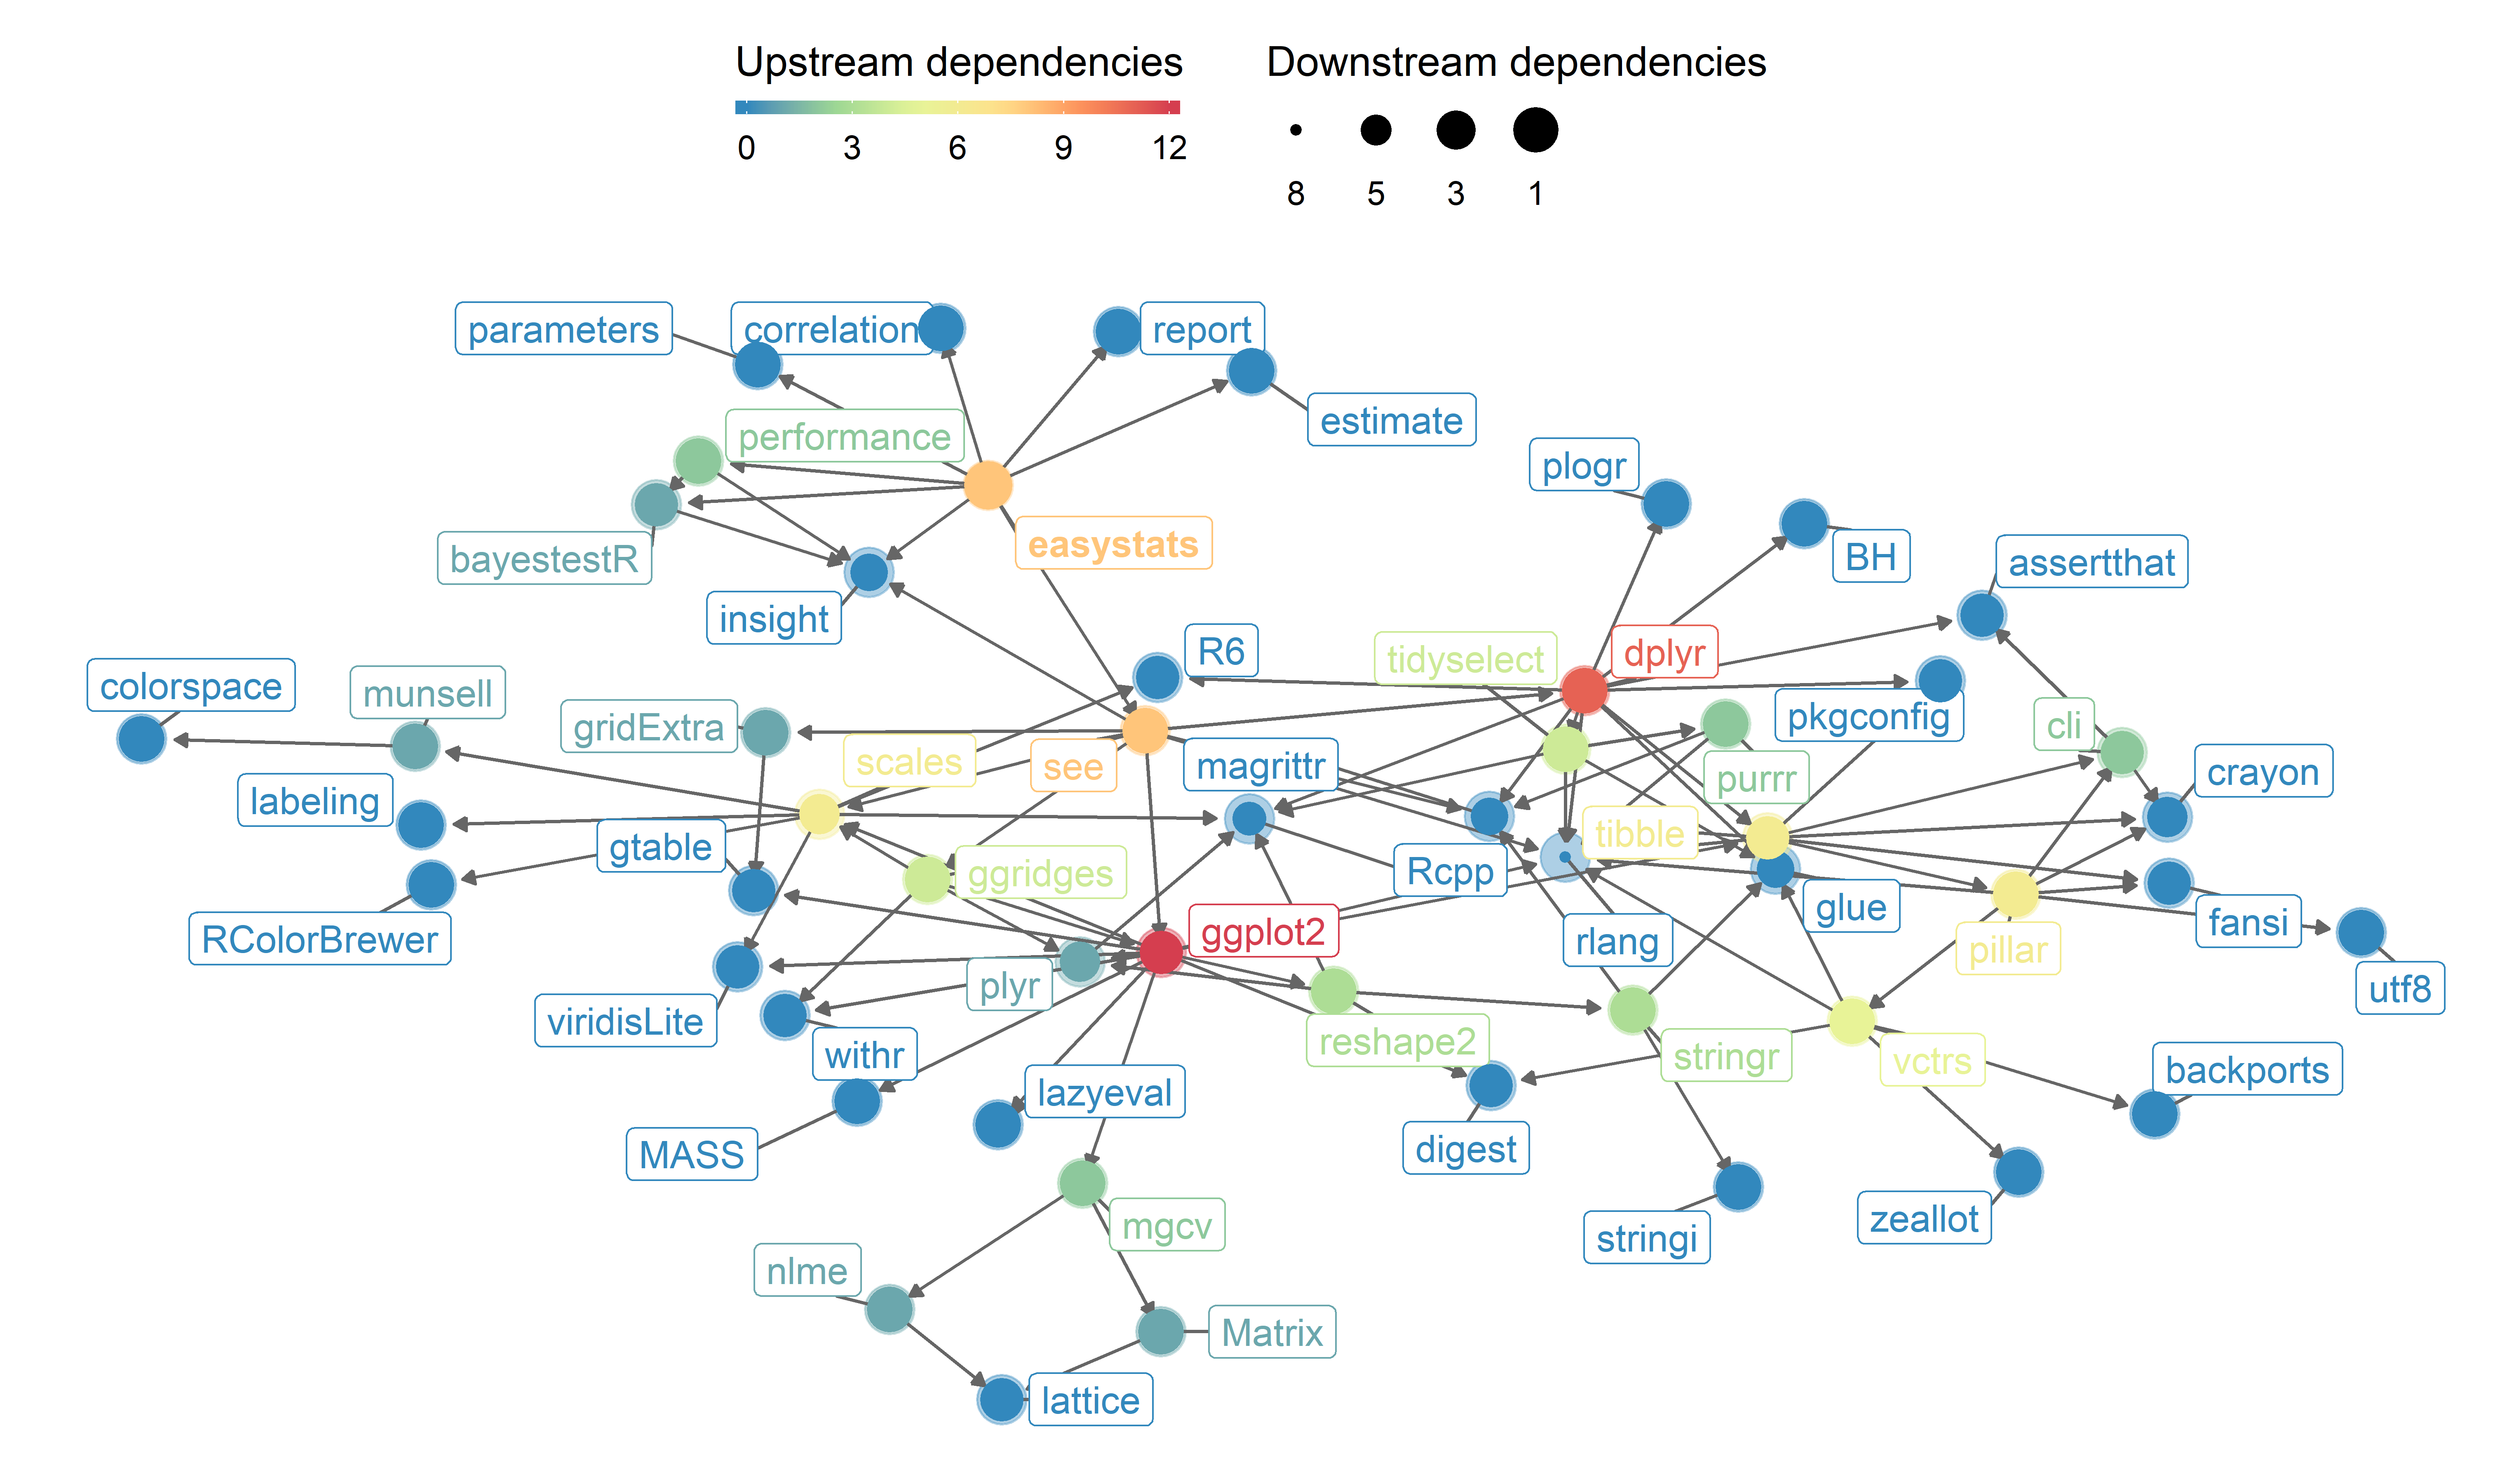 Upstream dependencies
0 3 6 9 12
Downstream dependencies
8 5 3 1
parameters
correlation
report
estimate
performance
plogr
easystats
bayestestR
BH
assertthat
insight
R6
tidyselect
dplyr
colorspace
munsell
gridExtra
pkgconfig
cli
scales
see
magrittr
purrr
crayon
labeling
gtable
tibble
ggridges
Rcpp
glue
RColorBrewer
ggplot2
rlang
fansi
pillar
plyr
utf8
viridisLite
withr
reshape2
stringr
vctrs
backports
lazyeval
MASS
digest
mgcv
stringi
zeallot
nlme
Matrix
lattice